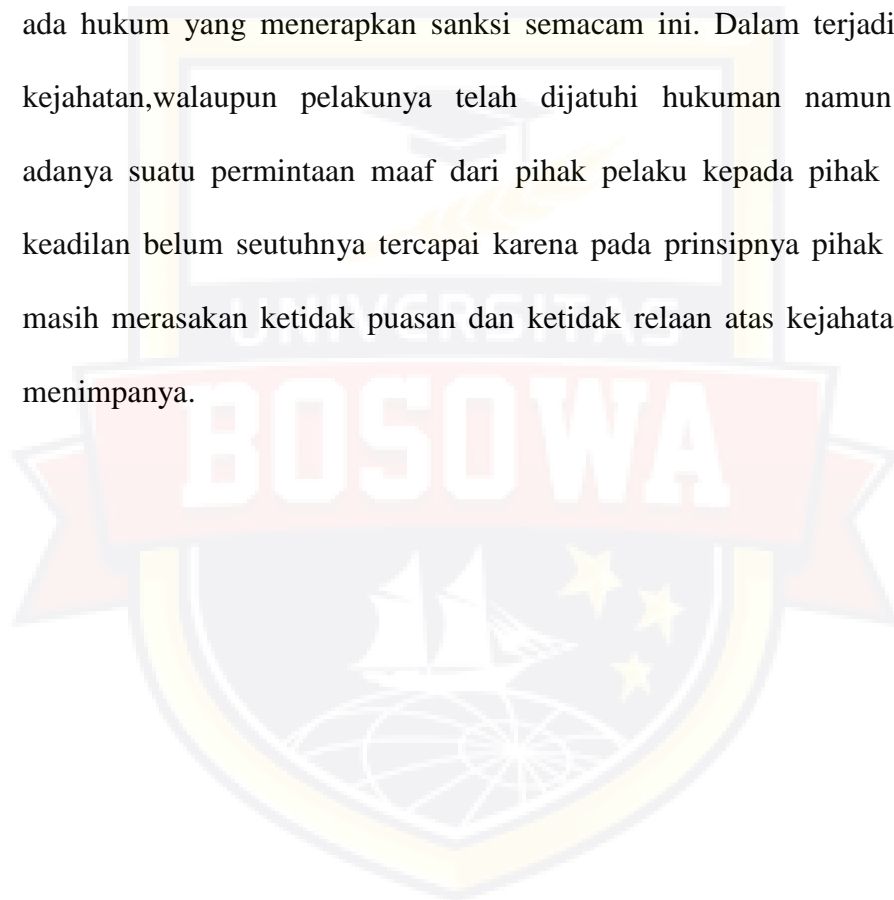 ada hukum yang menerapkan sanksi semacam ini. Dalam terjadi
kejahatan,walaupun pelakunya telah dijatuhi hukuman namun
adanya suatu permintaan maaf dari pihak pelaku kepada pihak
keadilan belum seutuhnya tercapai karena pada prinsipnya pihak
masih merasakan ketidak puasan dan ketidak relaan atas kejahata
menimpanya.
UNIVERSITAS
BOSOWA